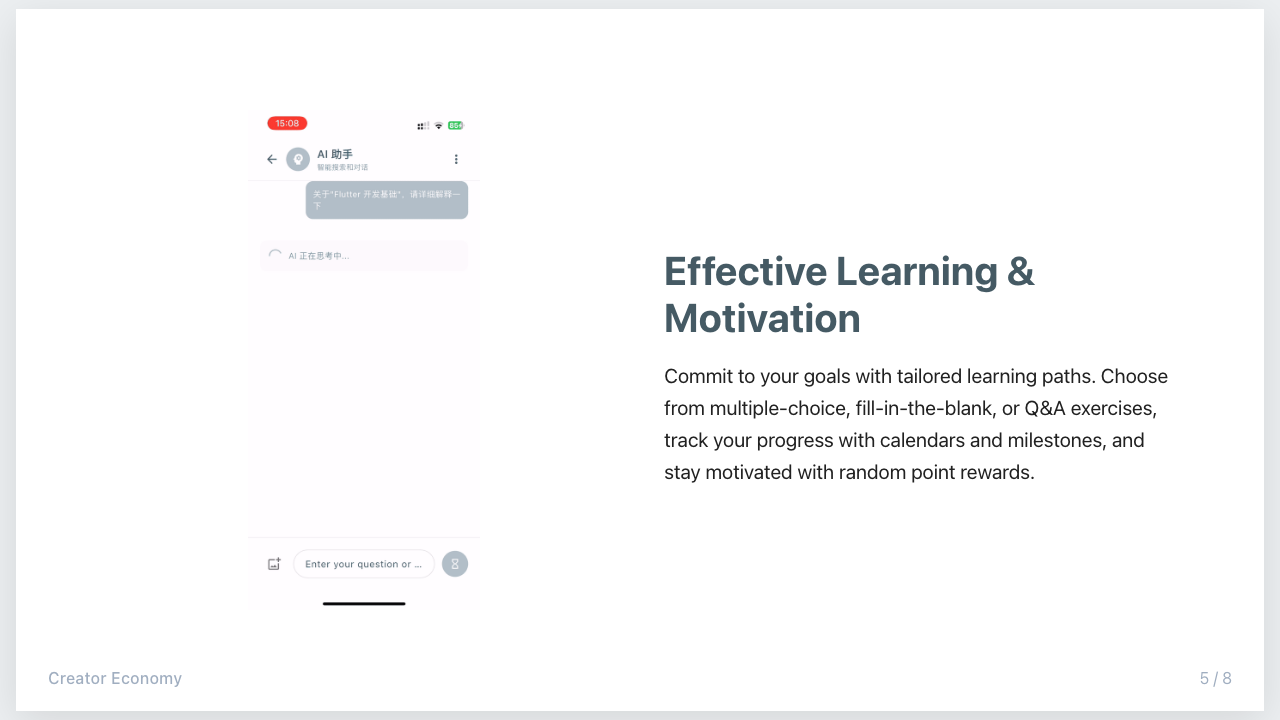 15:08
85
AI 助手
智能搜索和对话
关于"Flutter 开发基础"，请详细解释一
下
AI 正在思考中...
Enter your question or ...
Effective Learning &
Motivation
Commit to your goals with tailored learning paths. Choose
from multiple-choice, fill-in-the-blank, or Q&A exercises,
track your progress with calendars and milestones, and
stay motivated with random point rewards.
Creator Economy
5 / 8